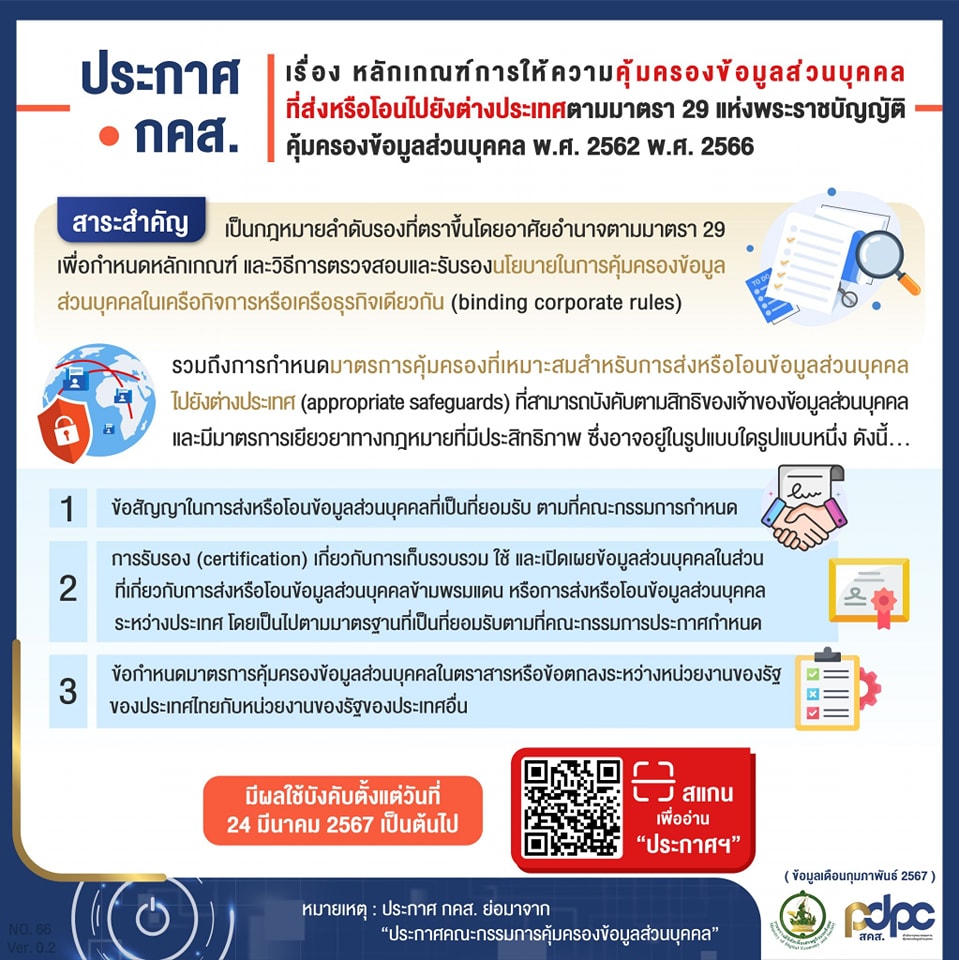 ประกาศ
• กคส.
เรื่อง หลักเกณฑ์การให้ความคุ้มครองข้อมูลส่วนบุคคล
ที่ส่งหรือโอนไปยังต่างประเทศตามมาตรา 29 แห่งพระราชบัญญัติ
คุ้มครองข้อมูลส่วนบุคคล พ.ศ. 2562 พ.ศ. 2566
สาระสำคัญ เป็นกฎหมายลำดับรองที่ตราขึ้นโดยอาศัยอำนาจตามมาตรา 29
เพื่อกำหนดหลักเกณฑ์ และวิธีการตรวจสอบและรับรองนโยบายในการคุ้มครองข้อมูล
ส่วนบุคคลในเครือกิจการหรือเครือธุรกิจเดียวกัน (binding corporate rules)
TO DO
รวมถึงการกำหนดมาตรการคุ้มครองที่เหมาะสมสำหรับการส่งหรือโอนข้อมูลส่วนบุคคล
ไปยังต่างประเทศ (appropriate safeguards) ที่สามารถบังคับตามสิทธิของเจ้าของข้อมูลส่วนบุคคล
และมีมาตรการเยียวยาทางกฎหมายที่มีประสิทธิภาพ ซึ่งอาจอยู่ในรูปแบบใดรูปแบบหนึ่ง ดังนี้...
1 ข้อสัญญาในการส่งหรือโอนข้อมูลส่วนบุคคลที่เป็นที่ยอมรับ ตามที่คณะกรรมการกำหนด
2 การรับรอง (certification) เกี่ยวกับการเก็บรวบรวม ใช้ และเปิดเผยข้อมูลส่วนบุคคลในส่วน
ที่เกี่ยวกับการส่งหรือโอนข้อมูลส่วนบุคคลข้ามพรมแดน หรือการส่งหรือโอนข้อมูลส่วนบุคคล
ระหว่างประเทศ โดยเป็นไปตามมาตรฐานที่เป็นที่ยอมรับตามที่คณะกรรมการประกาศกำหนด
3 ข้อกำหนดมาตรการคุ้มครองข้อมูลส่วนบุคคลในตราสารหรือข้อตกลงระหว่างหน่วยงานของรัฐ
ของประเทศไทยกับหน่วยงานของรัฐของประเทศอื่น
มีผลใช้บังคับตั้งแต่วันที่
24 มีนาคม 2567 เป็นต้นไป
สแกน
เพื่ออ่าน
“ประกาศฯ”
( ข้อมูลเดือนกุมภาพันธ์ 2567 )
หมายเหตุ : ประกาศ กคส. ย่อมาจาก
“ประกาศคณะกรรมการคุ้มครองข้อมูลส่วนบุคคล”
NO. 66
Ver. 0.2
pdpc
สคส.